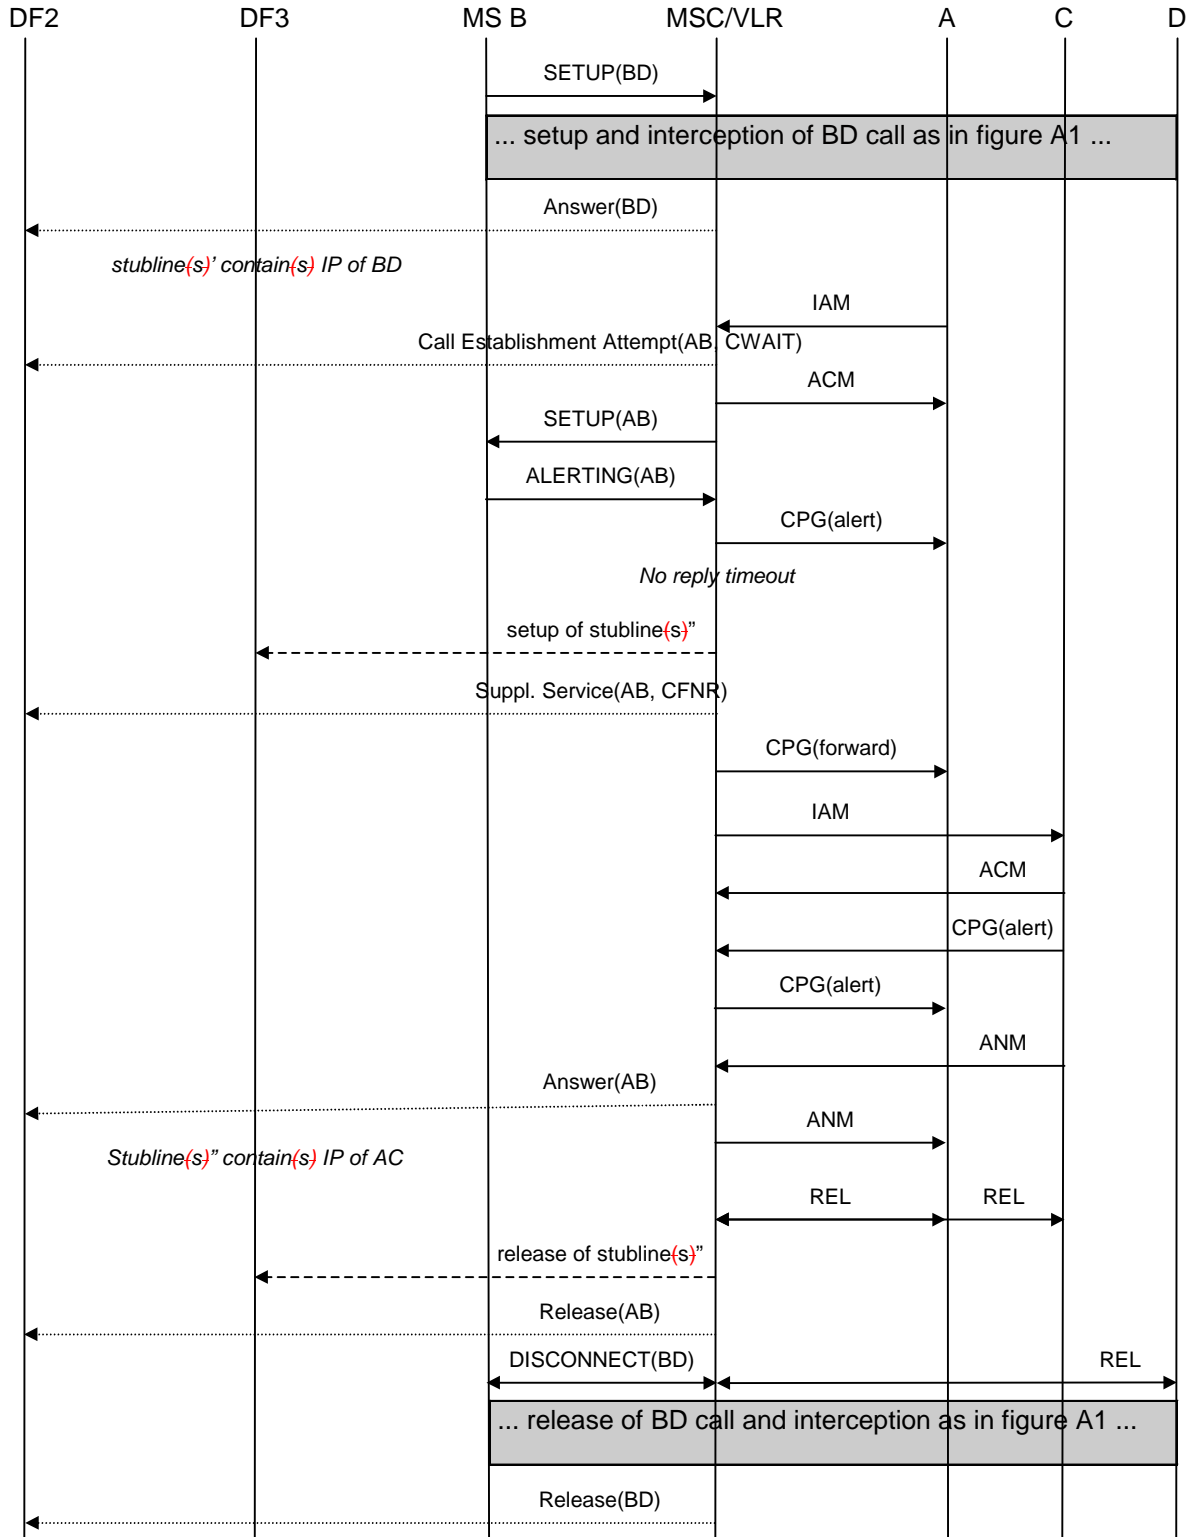 DF2 DF3 MS B MSC/VLR A C D
SETUP(BD)
... setup and interception of BD call as in figure A1 ...
Answer(BD)
stubline(s)’ contain(s) IP of BD
IAM
Call Establishment Attempt(AB, CWAIT)
ACM
SETUP(AB)
ALERTING(AB)
CPG(alert)
No reply timeout
setup of stubline(s)”
Suppl. Service(AB, CFNR)
CPG(forward)
IAM
ACM
CPG(alert)
CPG(alert)
ANM
Answer(AB)
ANM
Stubline(s)” contain(s) IP of AC
REL REL
release of stubline(s)”
Release(AB)
DISCONNECT(BD) REL
... release of BD call and interception as in figure A1 ...
Release(BD)